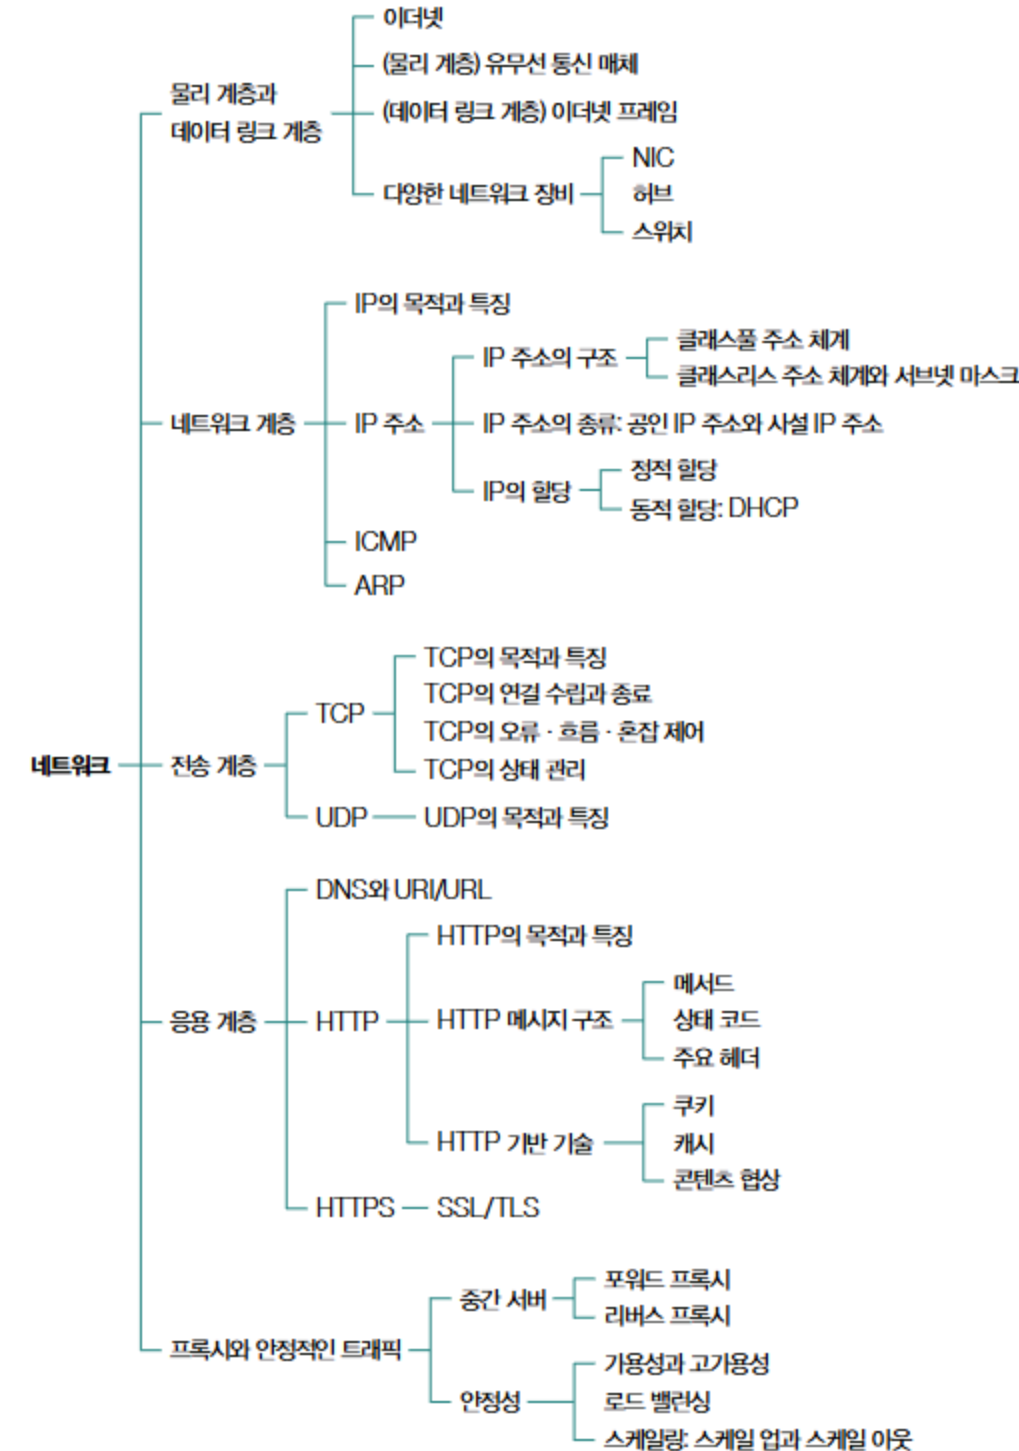 이더넷
(물리 계층) 유무선 통신 매체
물리 계층과
데이터 링크 계층
(데이터 링크 계층) 이더넷 프레임
다양한 네트워크 장비
NIC
허브
스위치
IP의 목적과 특징
네트워크 계층
IP 주소
IP 주소의 구조
클래스풀 주소 체계
클래스리스 주소 체계와 서브넷 마스크
IP 주소의 종류: 공인 IP 주소와 사설 IP 주소
IP의 할당
정적 할당
동적 할당: DHCP
ICMP
ARP
네트워크
전송 계층
TCP
TCP의 목적과 특징
TCP의 연결 수립과 종료
TCP의 오류 · 흐름 · 혼잡 제어
TCP의 상태 관리
UDP
UDP의 목적과 특징
응용 계층
DNS와 URI/URL
HTTP
HTTP의 목적과 특징
HTTP 메시지 구조
메서드
상태 코드
주요 헤더
HTTP 기반 기술
쿠키
캐시
콘텐츠 협상
HTTPS
SSL/TLS
프록시와 안정적인 트래픽
중간 서버
포워드 프록시
리버스 프록시
안정성
가용성과 고가용성
로드 밸런싱
스케일링: 스케일 업과 스케일 아웃